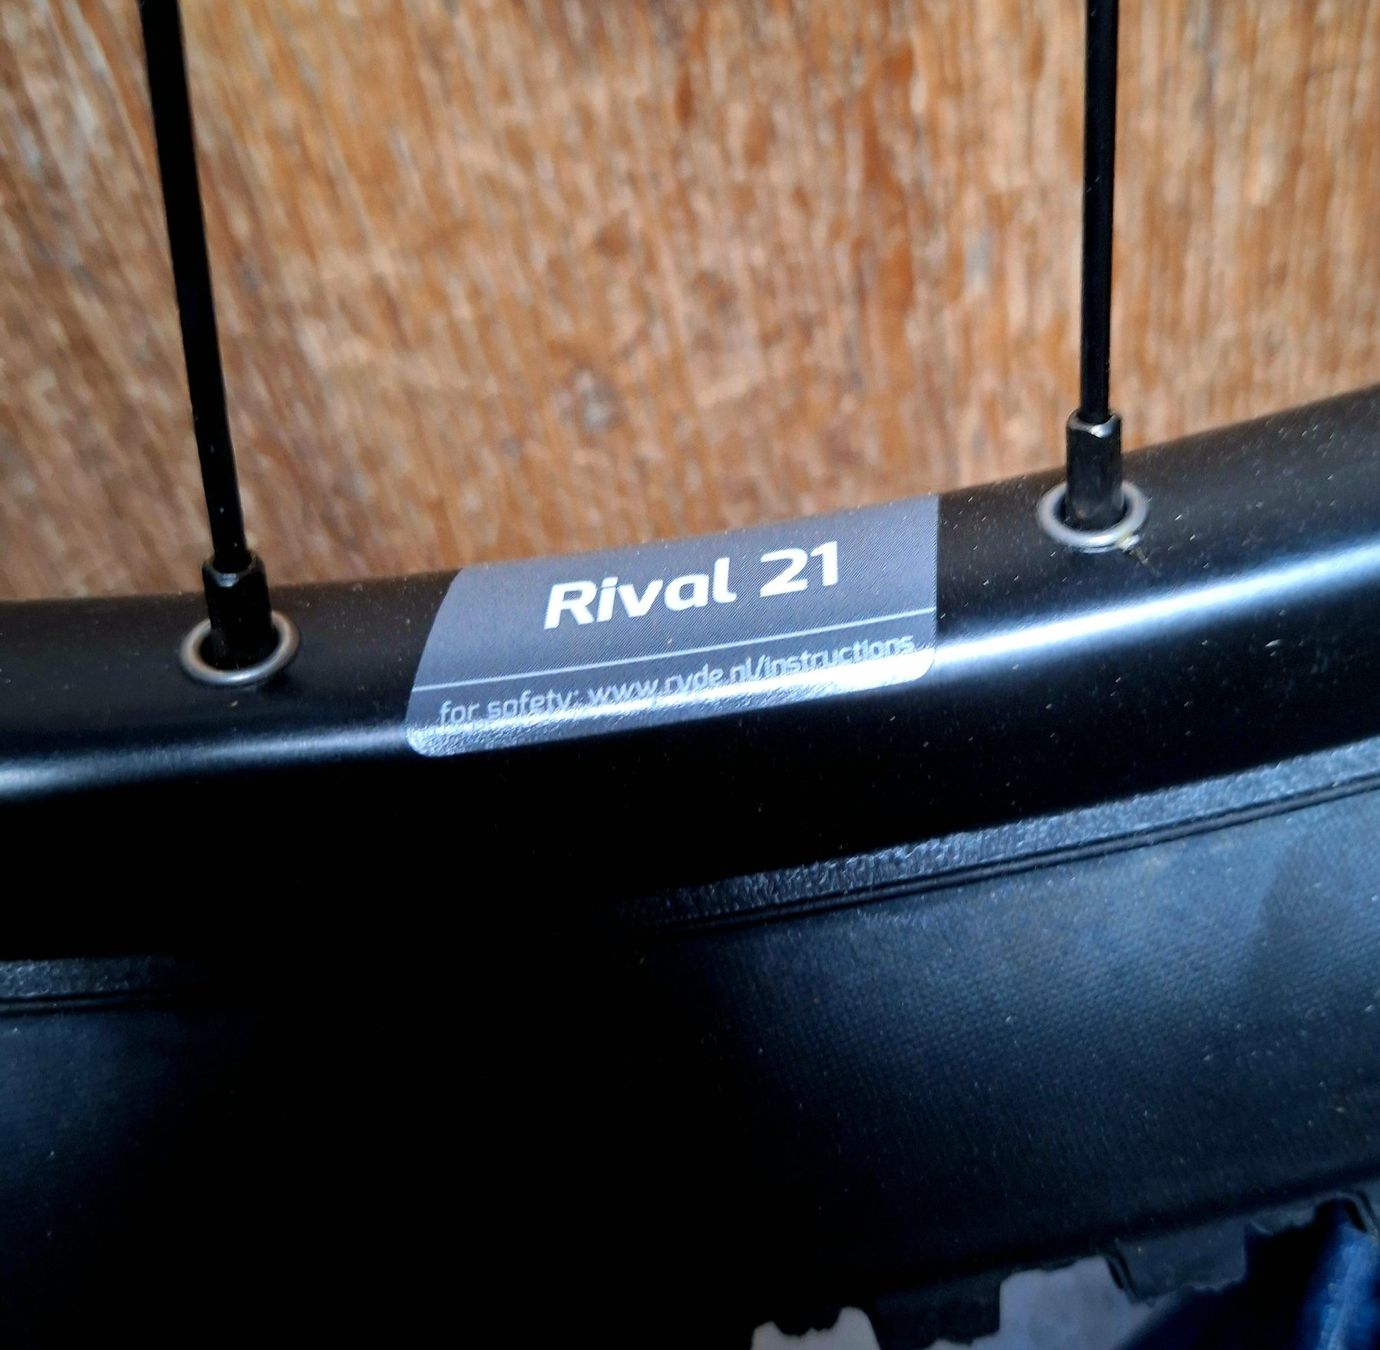 Rival 21
for safety: www.ryde.nl/instructions